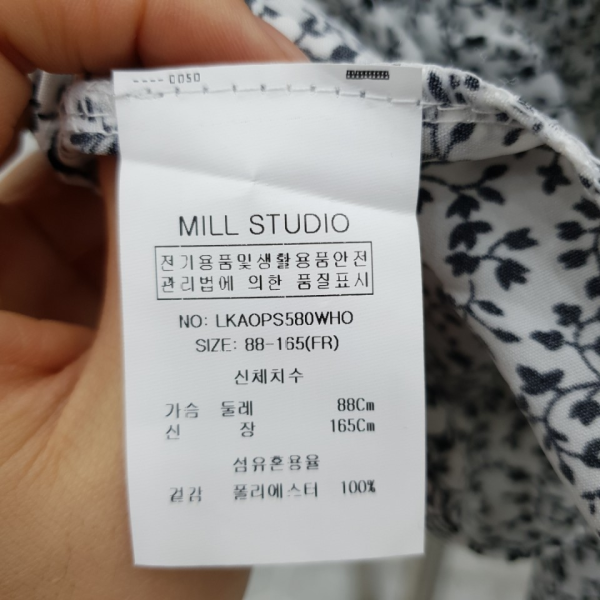 0050
MILL STUDIO
전기용품및생활용품안전
관리법에 의한 품질표시
NO: LKAOPS580WHO
SIZE: 88-165(FR)
신체치수
가슴 둘레 88Cm
신 장 165Cm
섬유혼용율
겉감 폴리에스터 100%